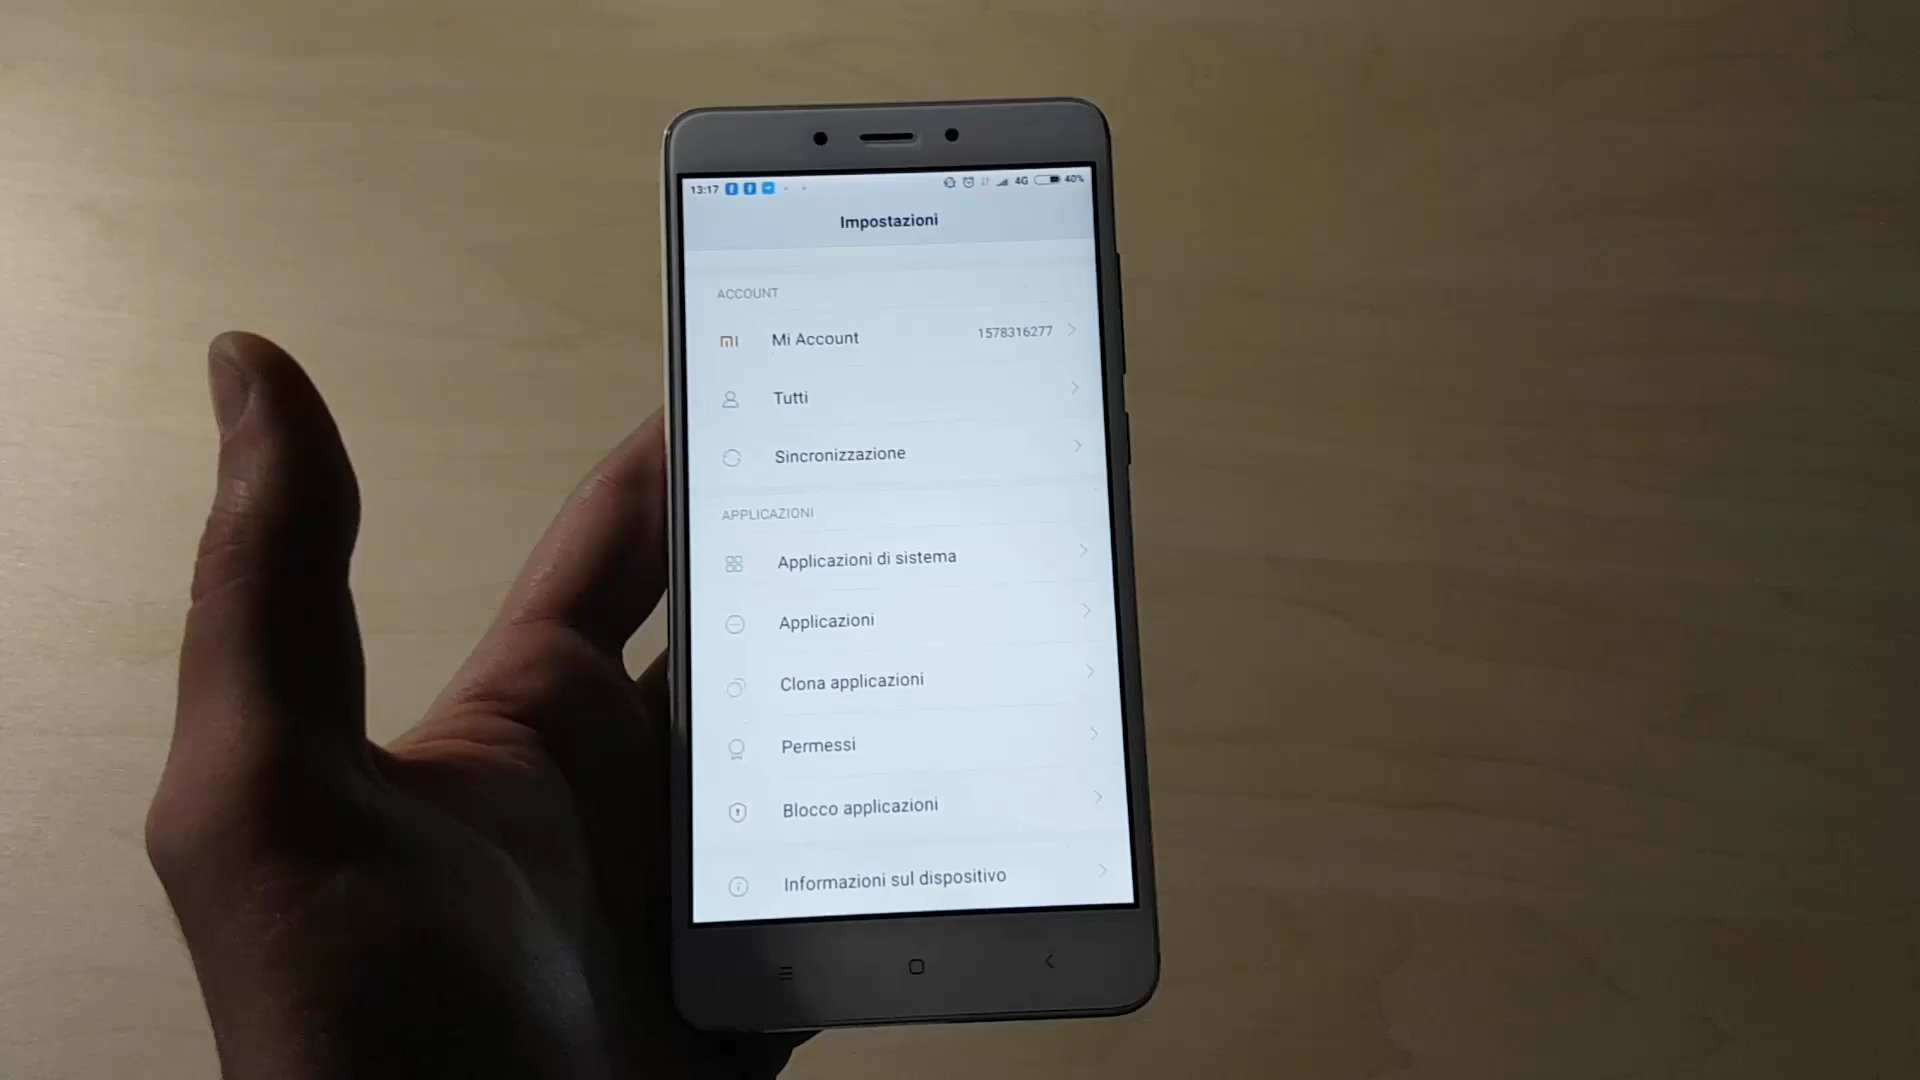 13:17 4G 40%
Impostazioni
ACCOUNT
Mi Account 1578316277
Tutti
Sincronizzazione
APPLICAZIONI
Applicazioni di sistema
Applicazioni
Clona applicazioni
Permessi
Blocco applicazioni
Informazioni sul dispositivo